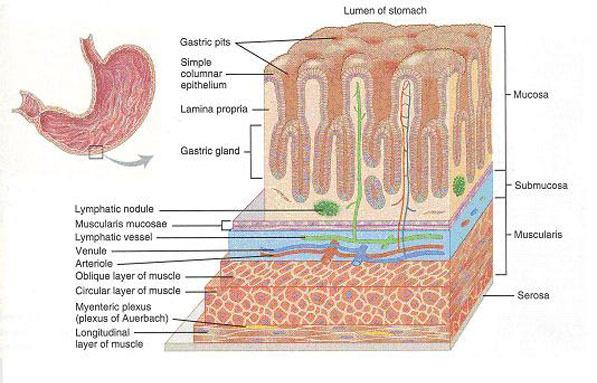 Lumen of stomach
Gastric pits
Simple
columnar
epithelium
Lamina propria
Gastric gland
Lymphatic nodule
Muscularis mucosae
Lymphatic vessel
Venule
Arteriole
Oblique layer of muscle
Circular layer of muscle
Myenteric plexus
(plexus of Auerbach)
Longitudinal
layer of muscle
Mucosa
Submucosa
Muscularis
Serosa